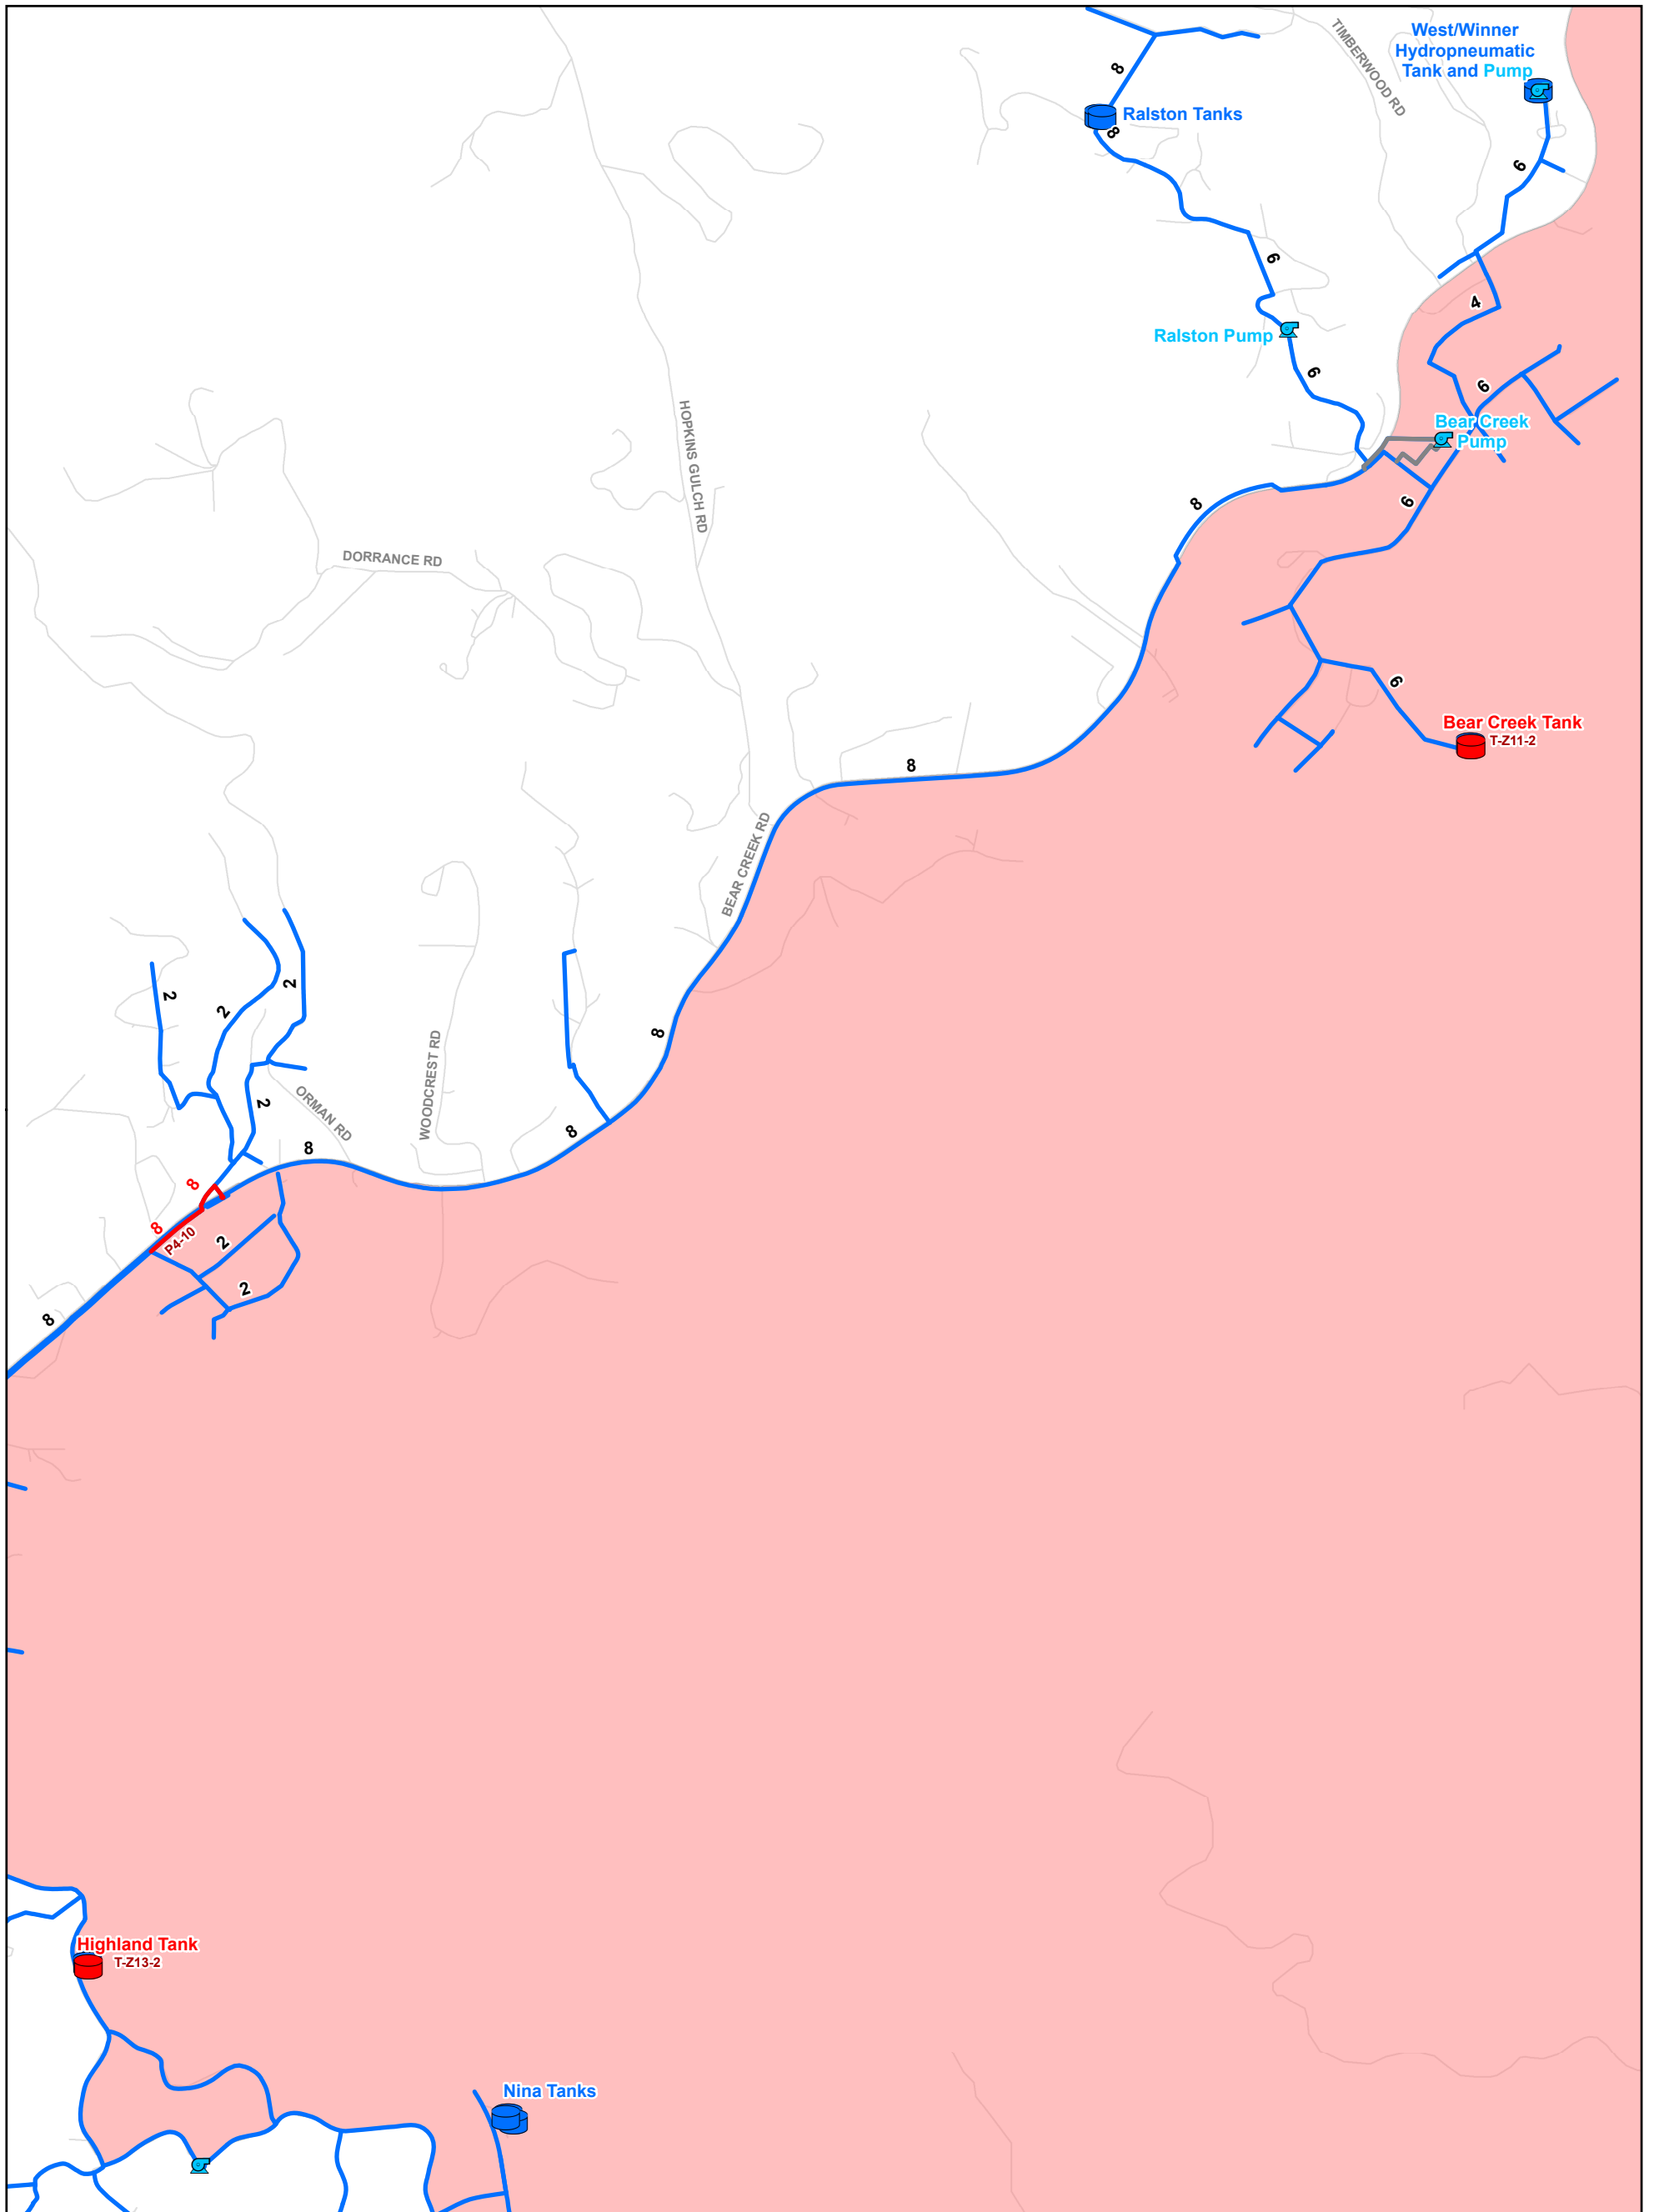 West/Winner
Hydropneumatic
Tank and Pump
TIMBERWOOD RD
8
Ralston Tanks
8
6
6
4
Ralston Pump
6
6
Bear Creek
Pump
HOPKINS GULCH RD
8
6
DORRANCE RD
6
Bear Creek Tank
T-Z11-2
8
BEAR CREEK RD
2
2
2
8
WOODCREST RD
ORMAN RD
2
8
8
8
8
P4-10
2
2
8
Highland Tank
T-Z13-2
Nina Tanks